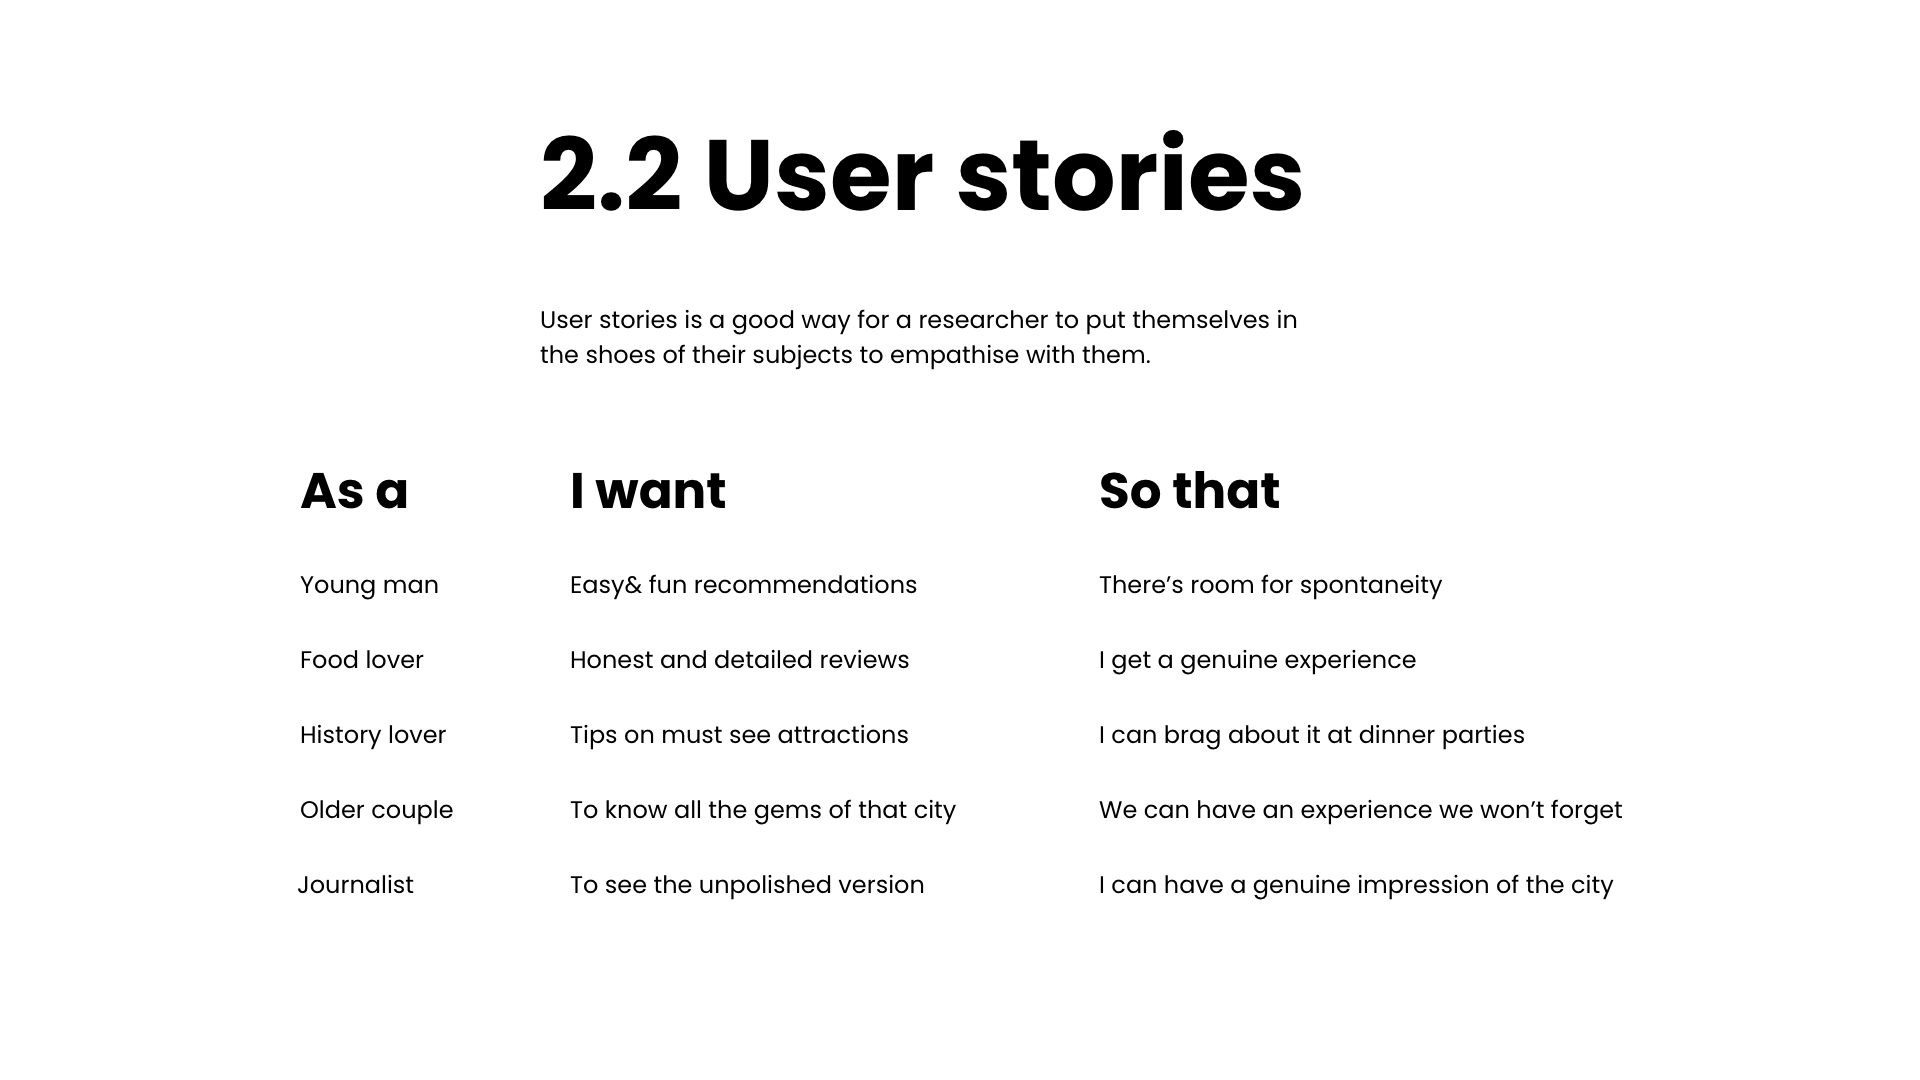 2.2 User stories
User stories is a good way for a researcher to put themselves in
the shoes of their subjects to empathise with them.
As a I want So that
Young man Easy& fun recommendations There’s room for spontaneity
Food lover Honest and detailed reviews I get a genuine experience
History lover Tips on must see attractions I can brag about it at dinner parties
Older couple To know all the gems of that city We can have an experience we won’t forget
Journalist To see the unpolished version I can have a genuine impression of the city